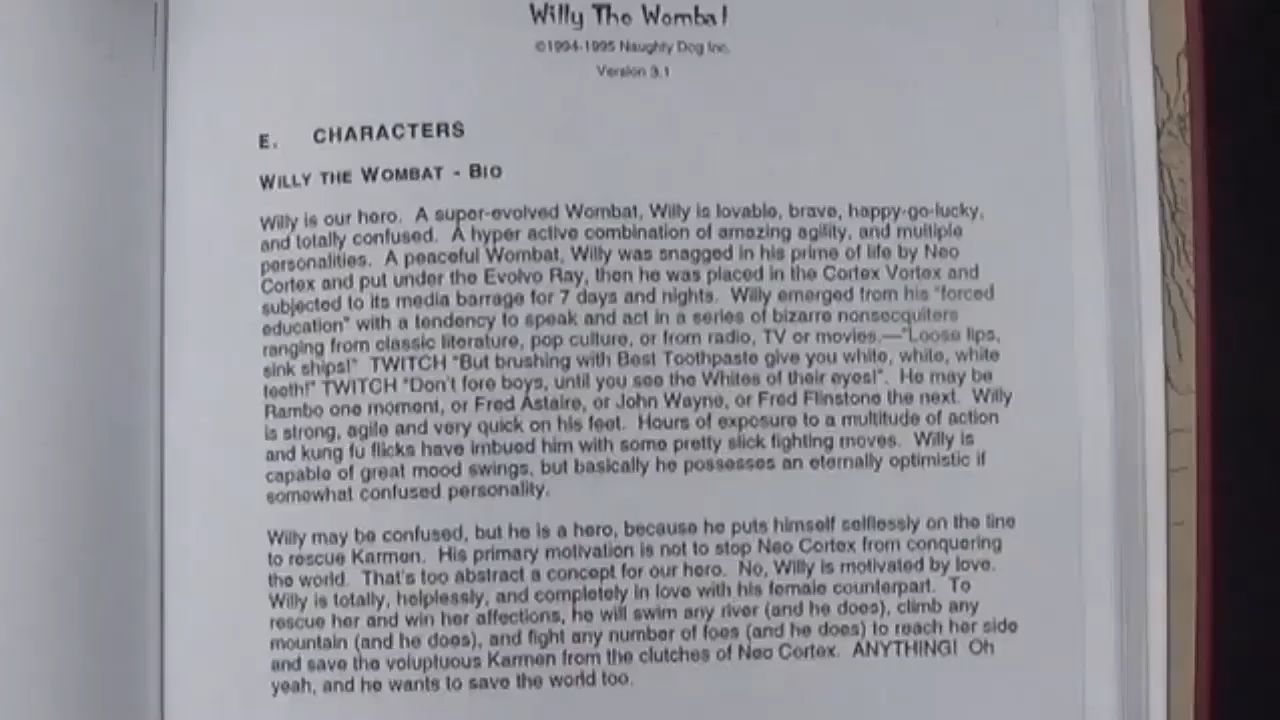 Willy The Wombat
©1994-1995 Naughty Dog Inc.
Version 3.1
E. CHARACTERS
WILLY THE WOMBAT - BIO
Willy is our hero. A super-evolved Wombat, Willy is lovable, brave, happy-go-lucky,
and totally confused. A hyper active combination of amazing agility, and multiple
personalities. A peaceful Wombat, Willy was snagged in his prime of life by Neo
Cortex and put under the Evolvo Ray, then he was placed in the Cortex Vortex and
subjected to its media barrage for 7 days and nights. Willy emerged from his "forced
education" with a tendency to speak and act in a series of bizarre nonsecquiters
ranging from classic literature, pop culture, or from radio, TV or movies.—"Loose lips,
sink ships!" TWITCH "But brushing with Best Toothpaste give you white, white, white
teeth!" TWITCH "Don't fore boys, until you see the Whites of their eyes!". He may be
Rambo one moment, or Fred Astaire, or John Wayne, or Fred Flinstone the next. Willy
is strong, agile and very quick on his feet. Hours of exposure to a multitude of action
and kung fu flicks have imbued him with some pretty slick fighting moves. Willy is
capable of great mood swings, but basically he possesses an eternally optimistic if
somewhat confused personality.
Willy may be confused, but he is a hero, because he puts himself selflessly on the line
to rescue Karmen. His primary motivation is not to stop Neo Cortex from conquering
the world. That's too abstract a concept for our hero. No, Willy is motivated by love.
Willy is totally, helplessly, and completely in love with his female counterpart. To
rescue her and win her affections, he will swim any river (and he does), climb any
mountain (and he does), and fight any number of foes (and he does) to reach her side
and save the voluptuous Karmen from the clutches of Neo Cortex. ANYTHING! Oh
yeah, and he wants to save the world too.